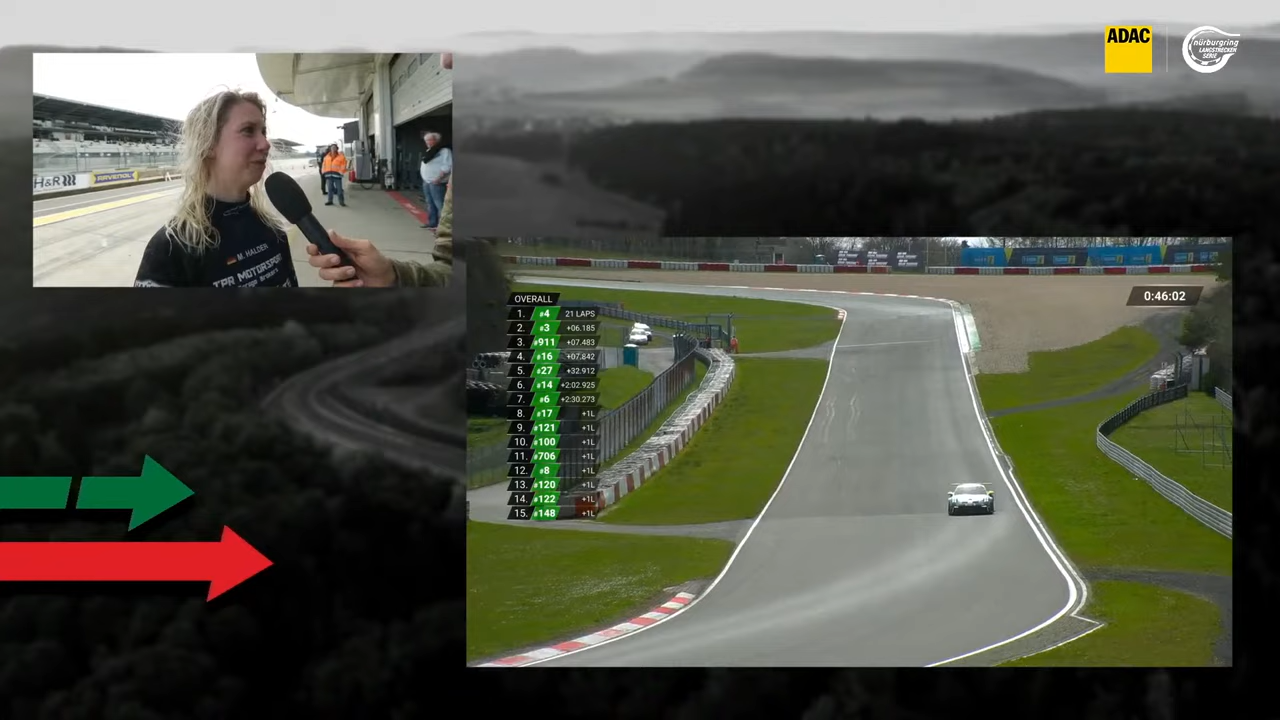 ADAC
nürburgring
LANGSTRECKEN
SERIE
H&R
RAVENOL
M. HALDER
TPR MOTORSPORT
OVERALL
1. #4 21 LAPS
2. #3 +06.185
3. #911 +07.483
4. #16 +07.842
5. #27 +32.912
6. #14 +2:02.925
7. #6 +2:30.273
8. #17 +1L
9. #121 +1L
10. #100 +1L
11. #706 +1L
12. #8 +1L
13. #120 +1L
14. #122 +1L
15. #148 +1L
0:46:02